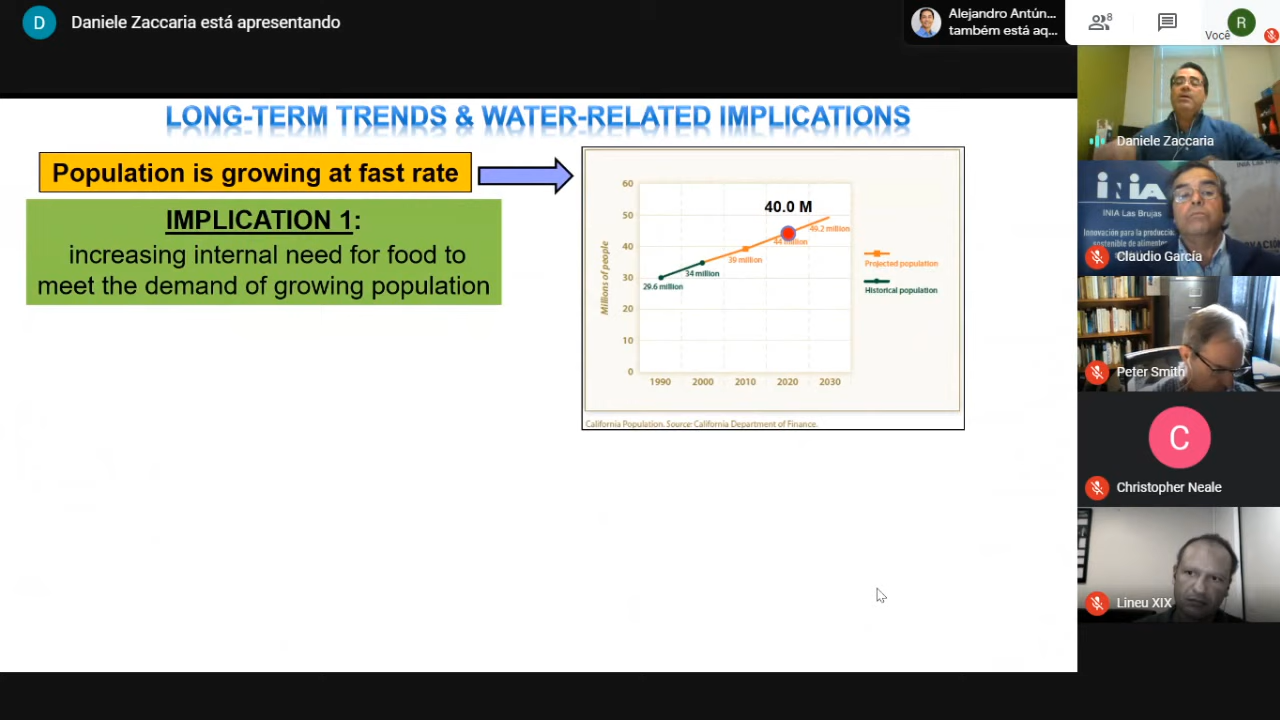 D
Daniele Zaccaria está apresentando
Alejandro Antún...
também está aq...
8
Você
R
LONG-TERM TRENDS & WATER-RELATED IMPLICATIONS
Population is growing at fast rate
IMPLICATION 1:
increasing internal need for food to
meet the demand of growing population
60
50
40
30
20
10
0
Millions of people
40.0 M
29.6 million
34 million
39 million
44 million
49.2 million
1990 2000 2010 2020 2030
Projected population
Historical population
California Population. Source: California Department of Finance.
Daniele Zaccaria
INIA
INIA Las Brujas
Claudio García
Peter Smith
C
Christopher Neale
Lineu XIX